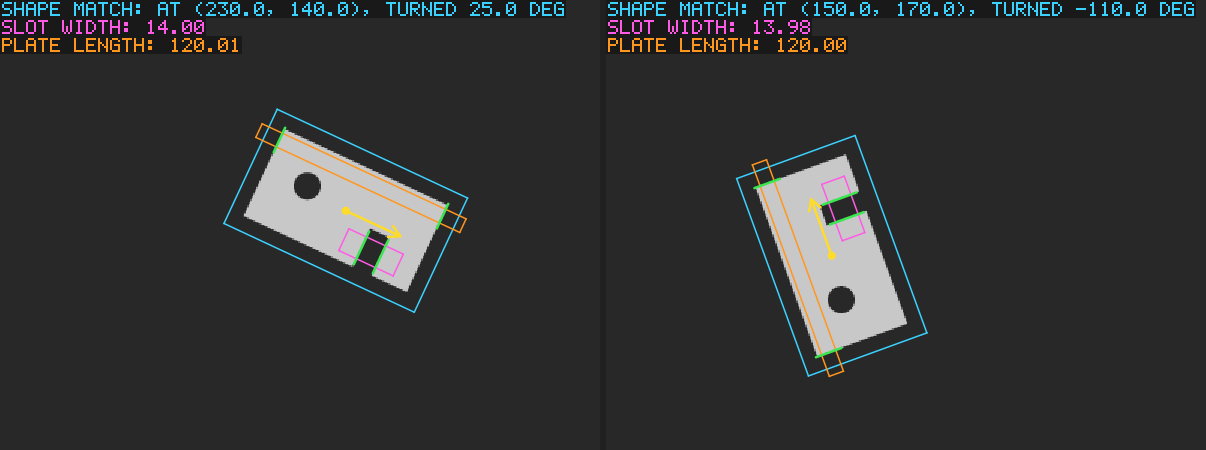 SHAPE MATCH: AT (230.0, 140.0), TURNED 25.0 DEG
SLOT WIDTH: 14.00
PLATE LENGTH: 120.01
SHAPE MATCH: AT (150.0, 170.0), TURNED -110.0 DEG
SLOT WIDTH: 13.98
PLATE LENGTH: 120.00